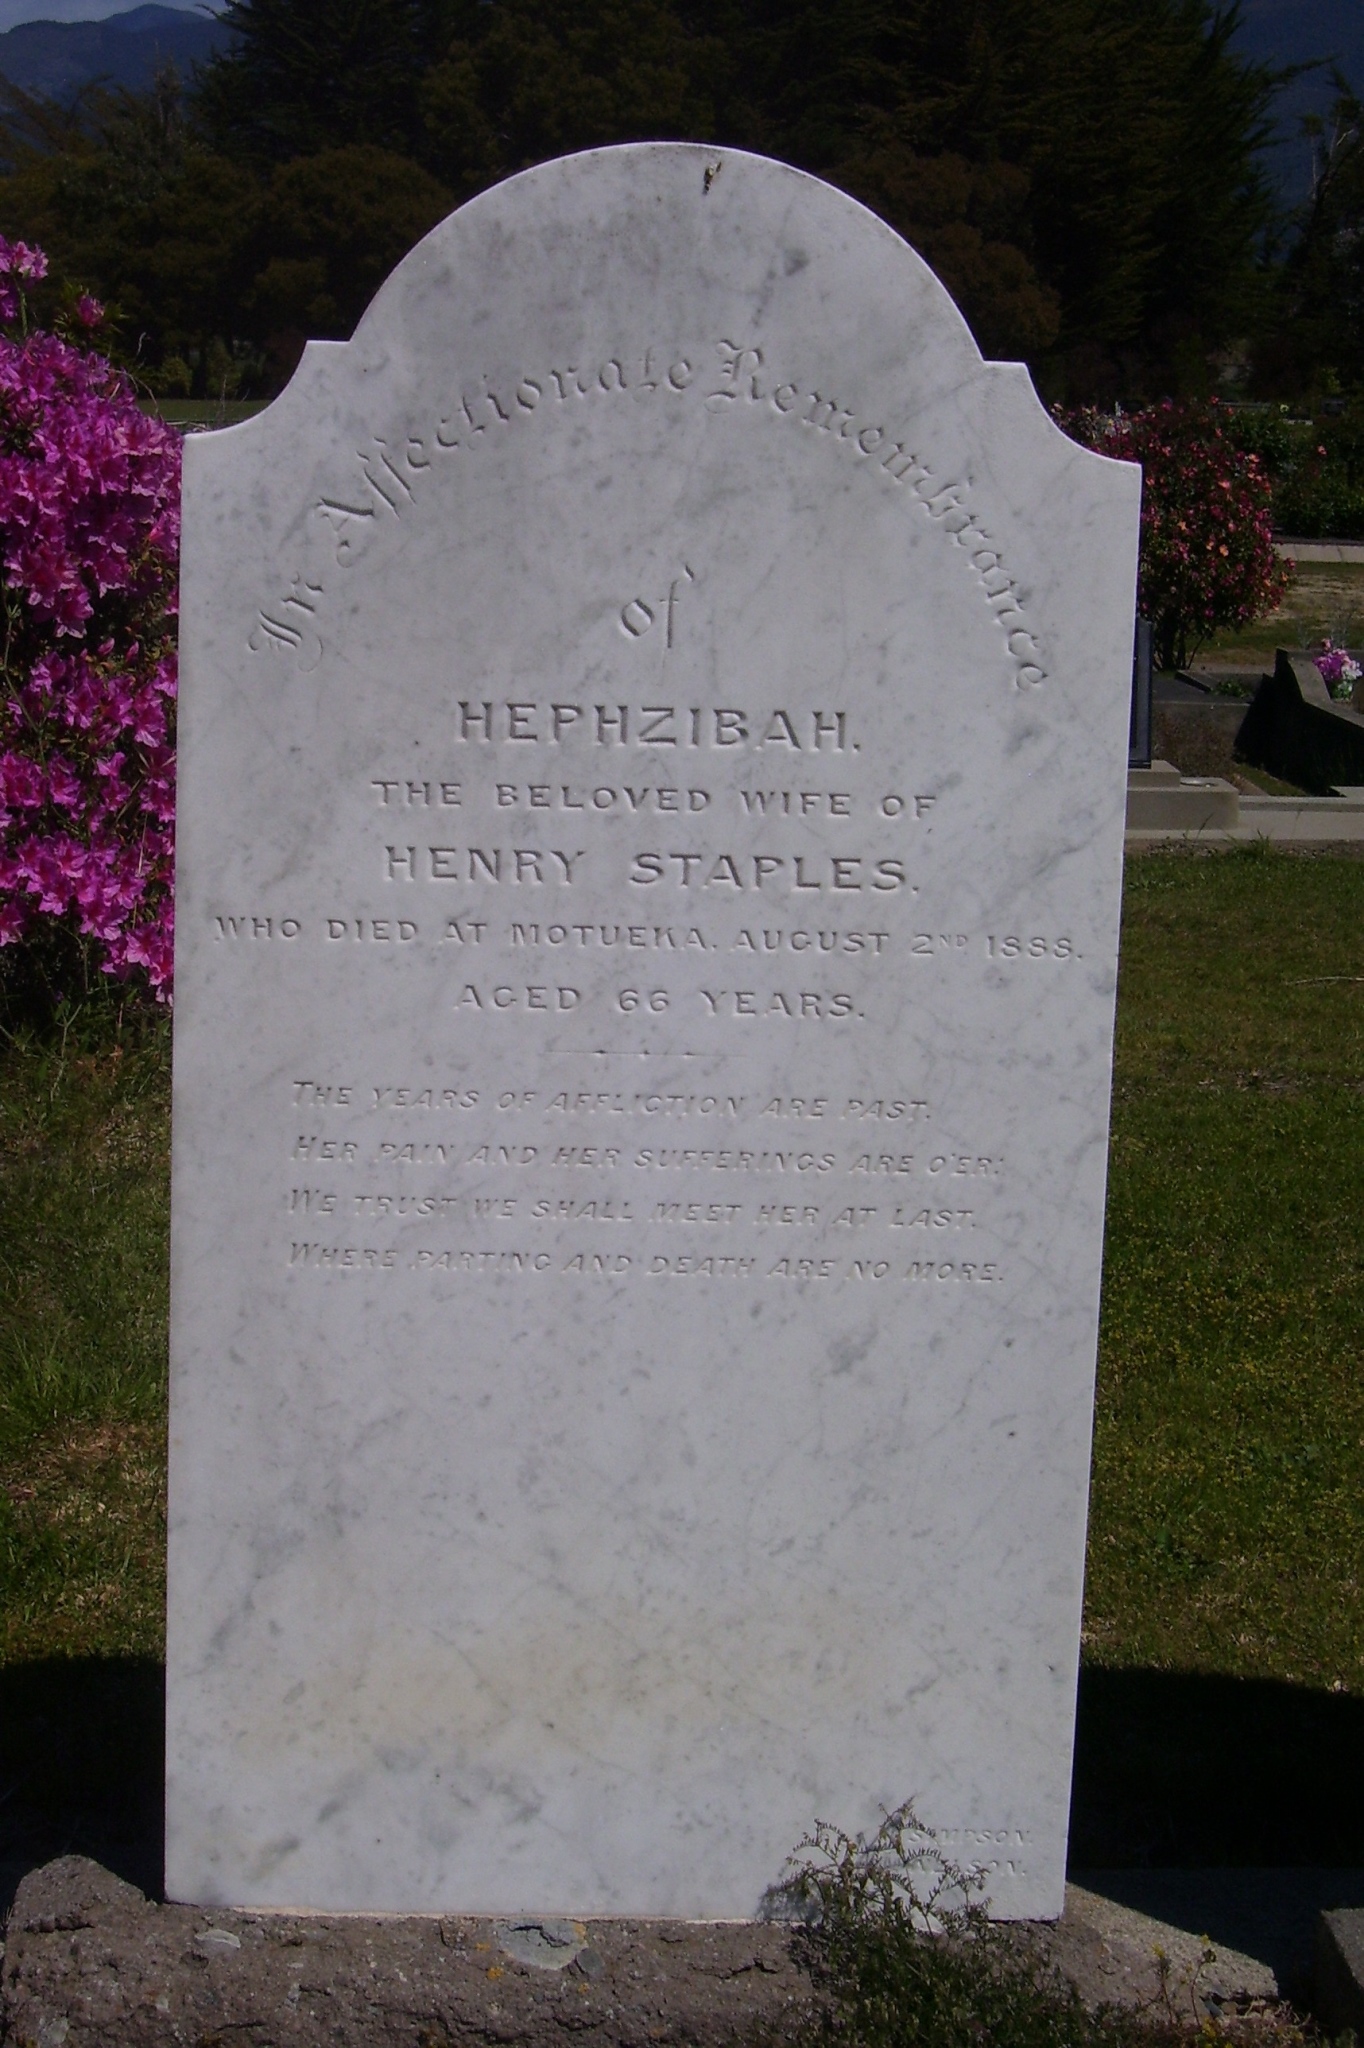 In Affectionate Remembrance
of
HEPHZIBAH.
THE BELOVED WIFE OF
HENRY STAPLES.
WHO DIED AT MOTUEKA. AUGUST 2ND 1888.
AGED 66 YEARS.
THE YEARS OF AFFLICTION ARE PAST.
HER PAIN AND HER SUFFERINGS ARE O'ER:
WE TRUST WE SHALL MEET HER AT LAST.
WHERE PARTING AND DEATH ARE NO MORE.
SIMPSON.
NELSON.